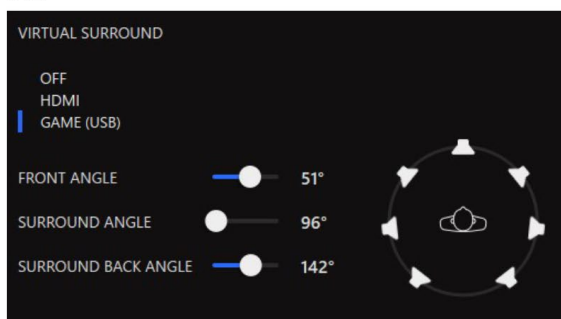 VIRTUAL SURROUND
OFF
HDMI
GAME (USB)
FRONT ANGLE 51°
SURROUND ANGLE 96°
SURROUND BACK ANGLE 142°